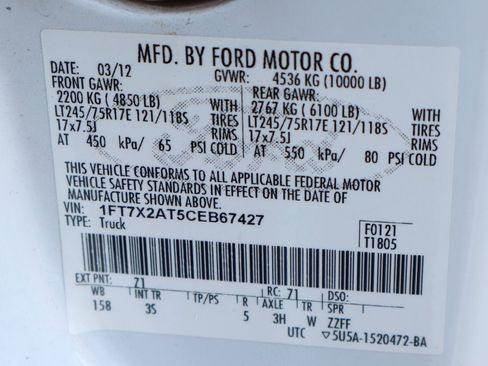 MFD. BY FORD MOTOR CO.
DATE: 03/12 GVWR: 4536 KG (10000 LB)
FRONT GAWR: REAR GAWR:
2200 KG (4850 LB) WITH 2767 KG (6100 LB) WITH
LT245/75R17E 121/118S TIRES LT245/75R17E 121/118S TIRES
17x7.5J RIMS 17x7.5J RIMS
AT 450 kPa/ 65 PSI COLD AT 550 kPa/ 80 PSI COLD
THIS VEHICLE CONFORMS TO ALL APPLICABLE FEDERAL MOTOR
VEHICLE SAFETY STANDARDS IN EFFECT ON THE DATE OF
MANUFACTURE SHOWN ABOVE.
VIN: 1FT7X2AT5CEB67427 F0121
TYPE: Truck T1805
EXT PNT: 71 RC: 71 DSO:
WB INT TR TP/PS R AXLE TR SPR
158 3S 5 3H W ZZFF
UTC ▽5U5A-1520472-BA